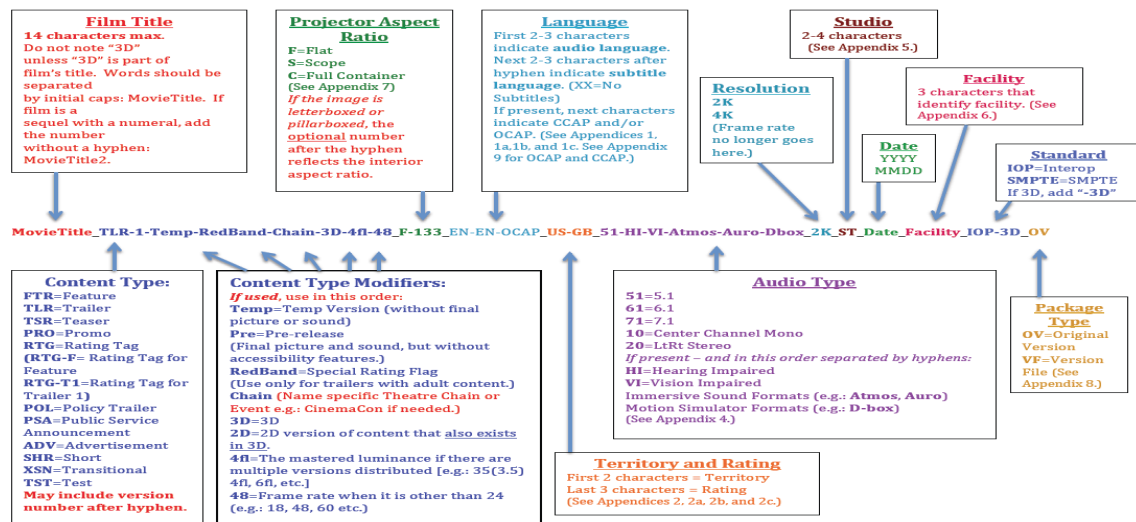 Film Title
14 characters max.
Do not note “3D”
unless “3D” is part of
film’s title. Words should be
separated
by initial caps: MovieTitle. If
film is a
sequel with a numeral, add
the number
without a hyphen:
MovieTitle2.
Projector Aspect
Ratio
F=Flat
S=Scope
C=Full Container
(See Appendix 7)
If the image is
letterboxed or
pillarboxed, the
optional number
after the hyphen
reflects the interior
aspect ratio.
Language
First 2-3 characters
indicate audio language.
Next 2-3 characters after
hyphen indicate subtitle
language. (XX=No
Subtitles)
If present, next characters
indicate CCAP and/or
OCAP. (See Appendices 1,
1a,1b, and 1c. See Appendix
9 for OCAP and CCAP.)
Resolution
2K
4K
(Frame rate
no longer goes
here.)
Studio
2-4 characters
(See Appendix 5.)
Date
YYYY
MMDD
Facility
3 characters that
identify facility. (See
Appendix 6.)
Standard
IOP=Interop
SMPTE=SMPTE
If 3D, add “-3D”
MovieTitle_TLR-1-Temp-RedBand-Chain-3D-4fl-48_F-133_EN-EN-OCAP_US-GB_51-HI-VI-Atmos-Auro-Dbox_2K_ST_Date_Facility_IOP-3D_OV
Content Type:
FTR=Feature
TLR=Trailer
TSR=Teaser
PRO=Promo
RTG=Rating Tag
(RTG-F= Rating Tag for
Feature
RTG-T1=Rating Tag for
Trailer 1)
POL=Policy Trailer
PSA=Public Service
Announcement
ADV=Advertisement
SHR=Short
XSN=Transitional
TST=Test
May include version
number after hyphen.
Content Type Modifiers:
If used, use in this order:
Temp=Temp Version (without final
picture or sound)
Pre=Pre-release
(Final picture and sound, but without
accessibility features.)
RedBand=Special Rating Flag
(Use only for trailers with adult content.)
Chain (Name specific Theatre Chain or
Event e.g.: CinemaCon if needed.)
3D=3D
2D=2D version of content that also exists
in 3D.
4fl=The mastered luminance if there are
multiple versions distributed [e.g.: 35(3.5)
4fl, 6fl, etc.]
48=Frame rate when it is other than 24
(e.g.: 18, 48, 60 etc.)
Territory and Rating
First 2 characters = Territory
Last 3 characters = Rating
(See Appendices 2, 2a, 2b, and 2c.)
Audio Type
51=5.1
61=6.1
71=7.1
10=Center Channel Mono
20=LtRt Stereo
If present – and in this order separated by hyphens:
HI=Hearing Impaired
VI=Vision Impaired
Immersive Sound Formats (e.g.: Atmos, Auro)
Motion Simulator Formats (e.g.: D-box)
(See Appendix 4.)
Package
Type
OV=Original
Version
VF=Version
File (See
Appendix 8.)